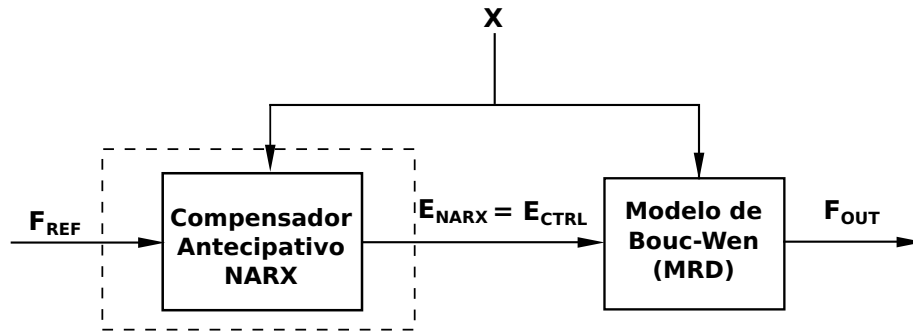 X
F_REF
Compensador
Antecipativo
NARX
E_NARX = E_CTRL
Modelo de
Bouc-Wen
(MRD)
F_OUT